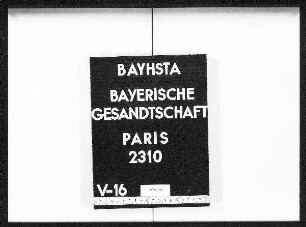 BAYHSTA
BAYERISCHE
GESANDTSCHAFT
PARIS
2310
V-16